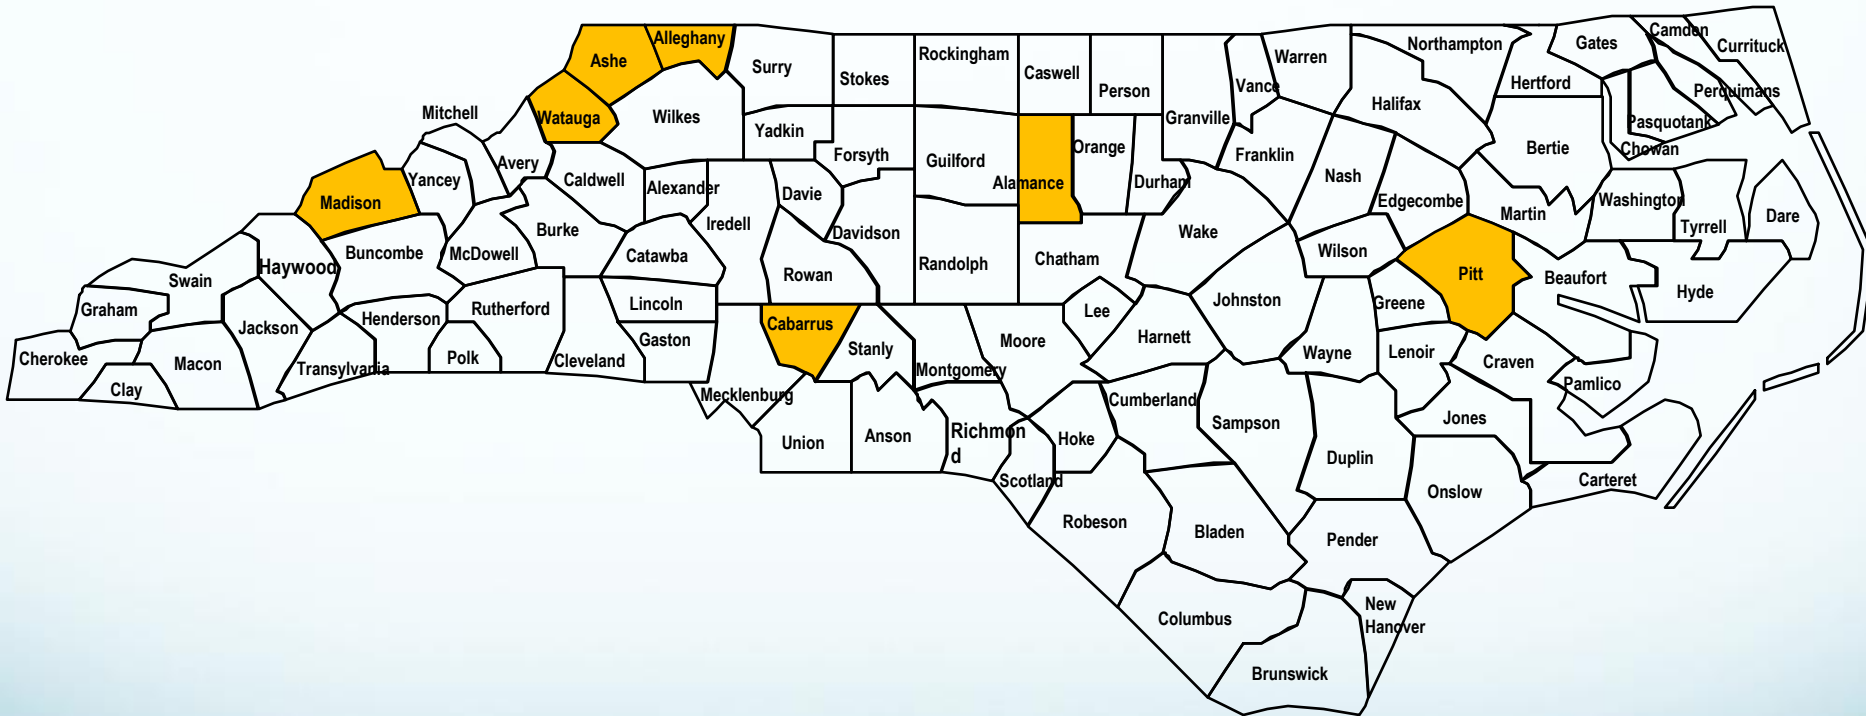 Camden
Alleghany
Gates
Currituck
Northampton
Rockingham
Ashe
Surry
Warren
Caswell
Stokes
Hertford
Vance
Person
Perquimans
Halifax
Mitchell
Watauga
Wilkes
Granville
Pasquotank
Yadkin
Orange
Bertie
Chowan
Forsyth
Franklin
Avery
Guilford
Yancey
Caldwell
Alexander
Davie
Alamance
Durham
Nash
Madison
Edgecombe
Washington
Martin
Dare
Iredell
Tyrrell
Burke
Davidson
Wake
Buncombe
McDowell
Wilson
Catawba
Chatham
Haywood
Randolph
Swain
Rowan
Pitt
Beaufort
Hyde
Graham
Rutherford
Lincoln
Johnston
Greene
Henderson
Lee
Jackson
Cabarrus
Gaston
Moore
Harnett
Stanly
Wayne
Lenoir
Cherokee
Macon
Polk
Cleveland
Craven
Transylvania
Montgomery
Pamlico
Clay
Mecklenburg
Cumberland
Jones
Sampson
Richmon
d
Anson
Hoke
Union
Duplin
Scotland
Carteret
Onslow
Robeson
Bladen
Pender
New
Hanover
Columbus
Brunswick